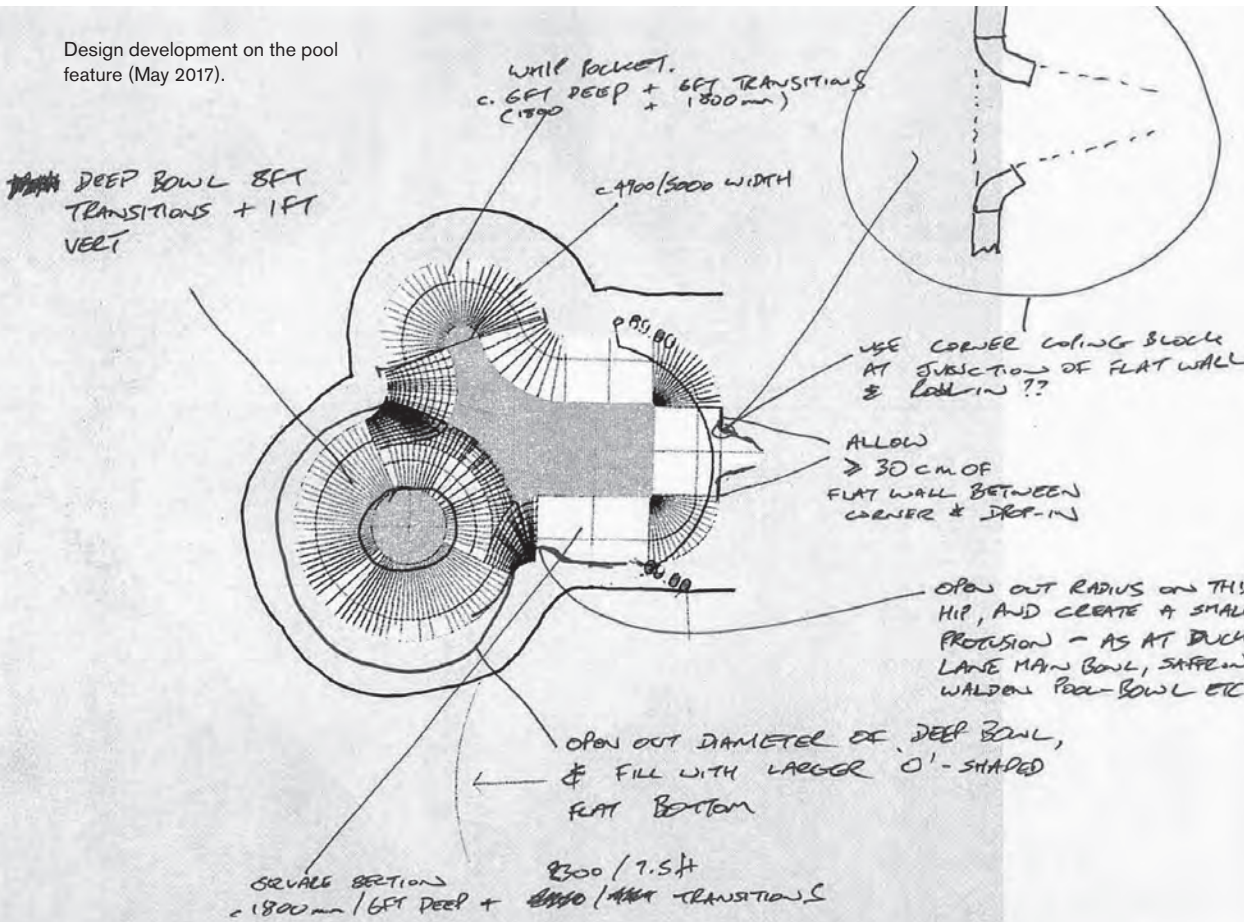 Design development on the pool
feature (May 2017).
WHIP POCKET.
c. 6FT DEEP + 6FT TRANSITIONS
(1800 + 1800mm)
c 4900/5000 WIDTH
DEEP BOWL 8FT
TRANSITIONS + 1FT
VERT
USE CORNER COPING BLOCK
AT JUNCTION OF FLAT WALL
& ROLL-IN ??
ALLOW
≥ 30cm OF
FLAT WALL BETWEEN
CORNER & DROP-IN
OPEN OUT RADIUS ON THIS
HIP, AND CREATE A SMALL
PROTUSION - AS AT DUCK
LANE MAIN BOWL, SAFFRON
WALDEN POOL-BOWL ETC
OPEN OUT DIAMETER OF DEEP BOWL,
& FILL WITH LARGER 'O'-SHAPED
FLAT BOTTOM
2300 / 7.5ft
SQUARE SECTION
c 1800mm / 6FT DEEP + TRANSITIONS